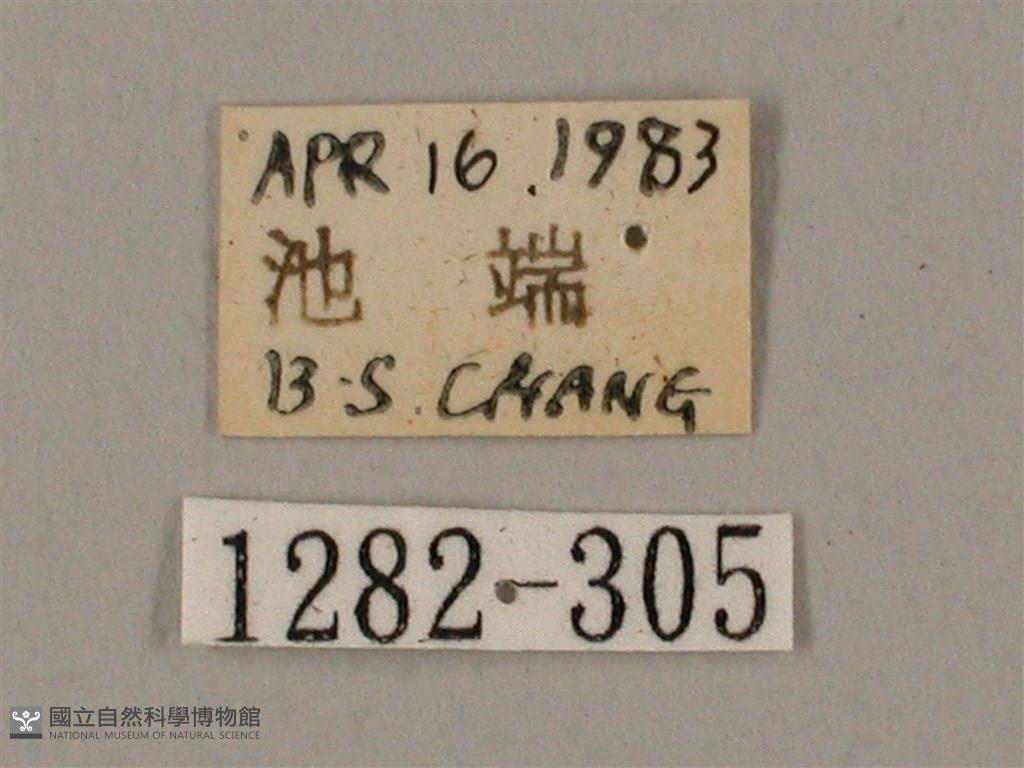 APR 16. 1983
池 端
B.S. CHANG
1282-305
國立自然科學博物館
NATIONAL MUSEUM OF NATURAL SCIENCE